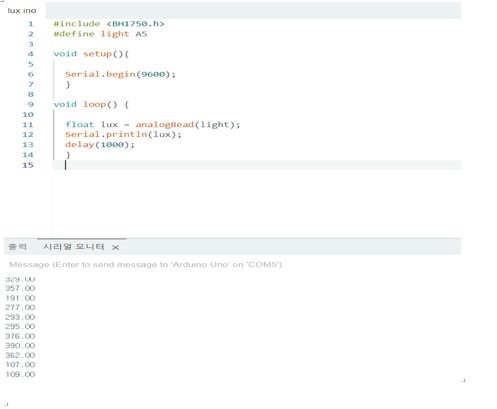 lux.ino
1 #include <BH1750.h>
2 #define light A5
3
4 void setup(){
5
6 Serial.begin(9600);
7 }
8
9 void loop() {
10
11 float lux = analogRead(light);
12 Serial.println(lux);
13 delay(1000);
14 }
15
출력 시리얼 모니터 ×
Message (Enter to send message to 'Arduino Uno' on 'COM5')
329.00
357.00
191.00
277.00
293.00
295.00
376.00
390.00
362.00
107.00
109.00